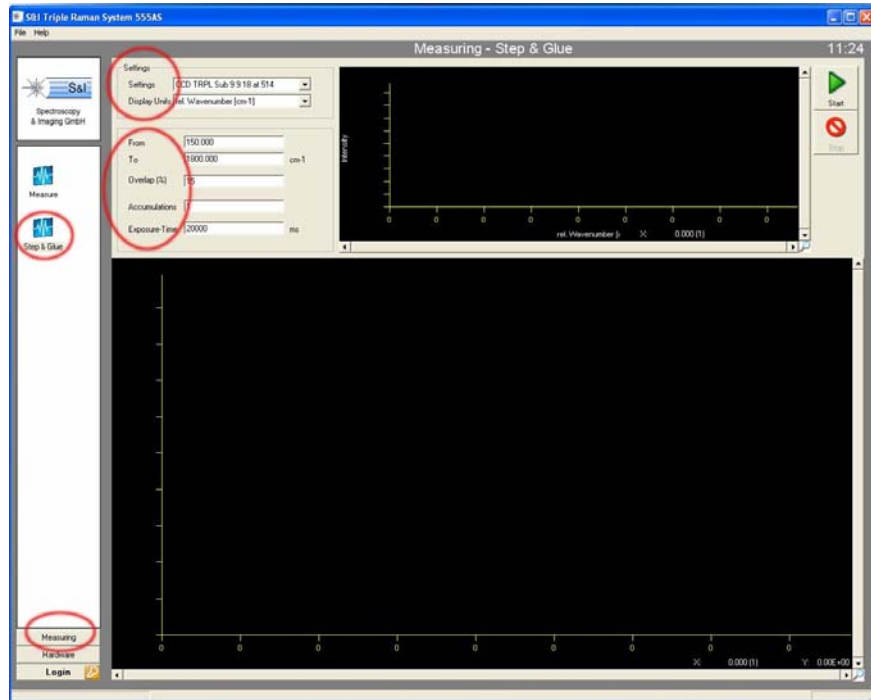 S&I Triple Raman System 555AS
File Help
Measuring - Step & Glue 11:24
S&I
Spectroscopy
& Imaging GmbH
Measure
Step & Glue
Measuring
Hardware
Login
Settings
Settings CCD TRPL Sub 9 9 18 at 514
Display Units rel. Wavenumber [cm-1]
From 150.000
To 1800.000 cm-1
Overlap (%) 15
Accumulations 1
Exposure-Time 20000 ms
Intensity
0 0 0 0 0 0 0 0 0
rel. Wavenumber [c X: 0.000 (1)
Start
Stop
0 0 0 0 0 0 0 0 0
X: 0.000 (1) Y: 0.00E+00